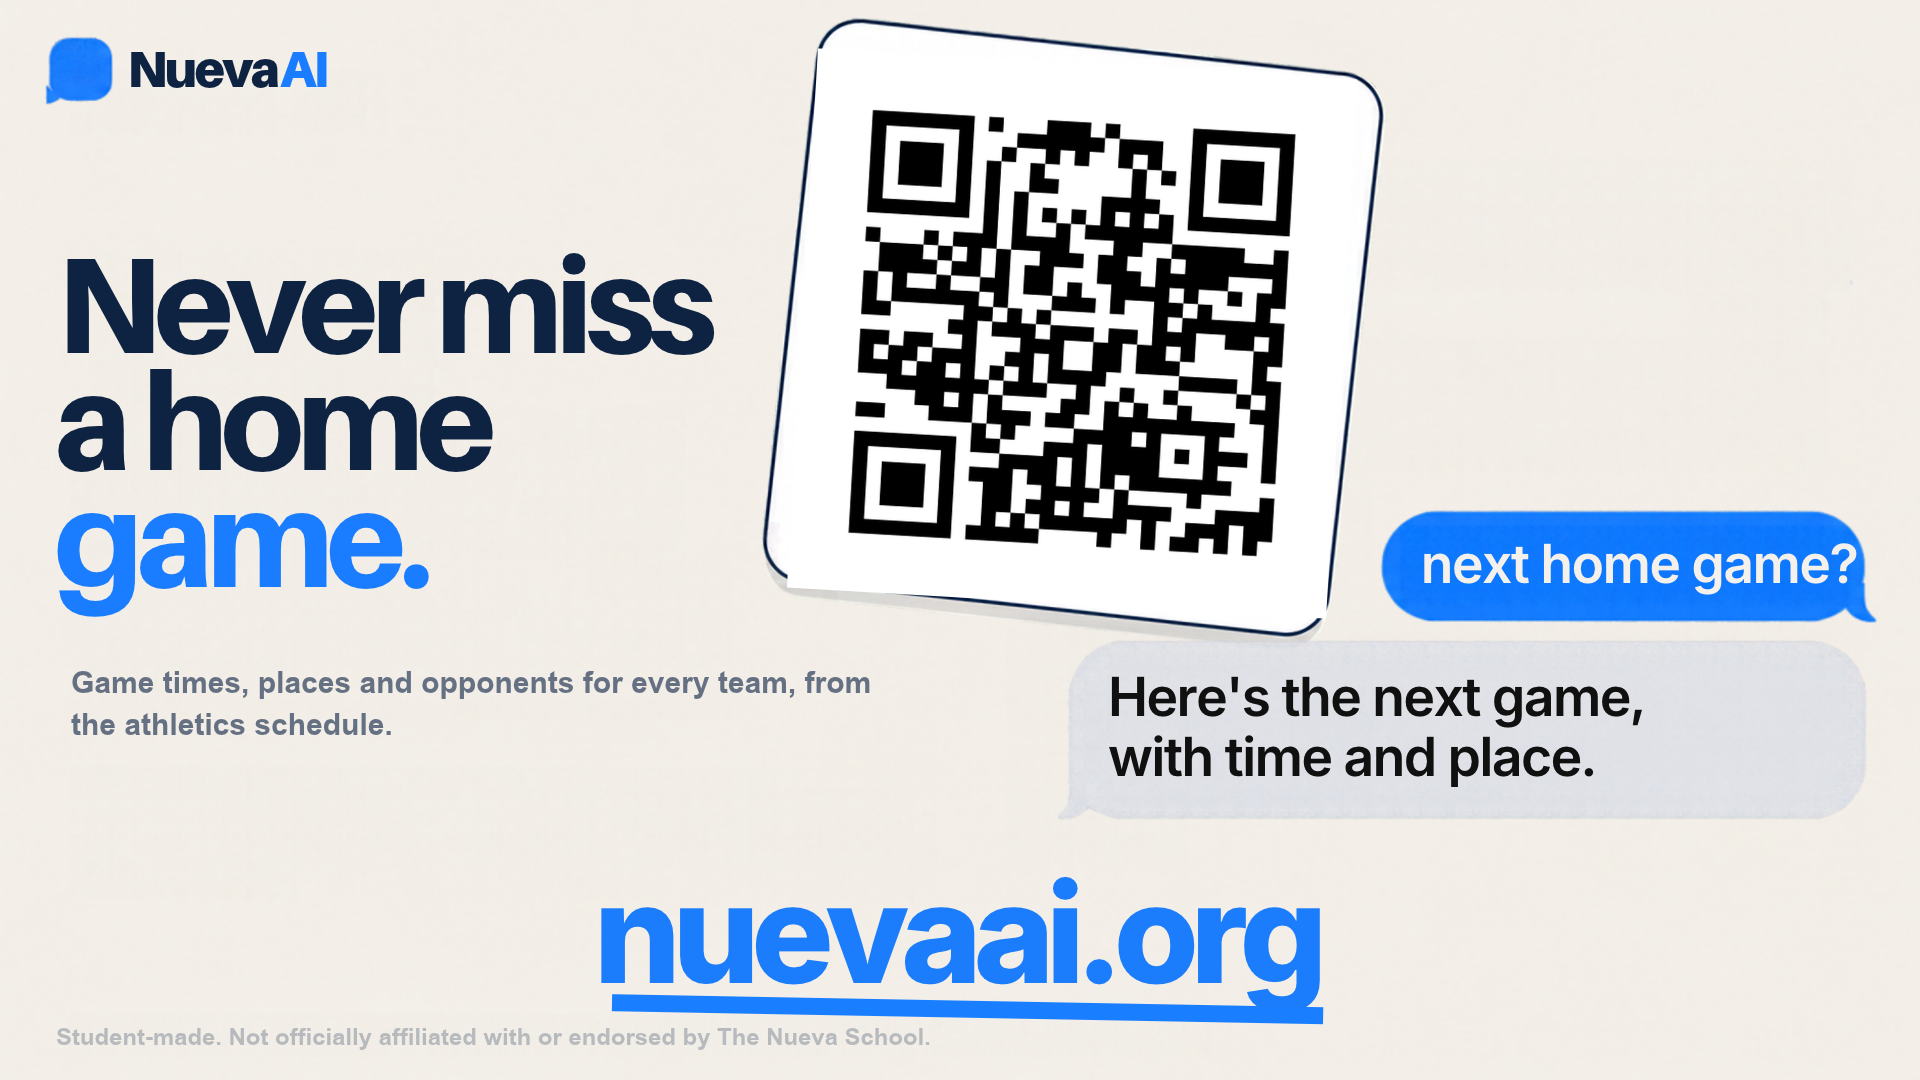 NuevaAI
Never miss
a home
game.
Game times, places and opponents for every team, from
the athletics schedule.
next home game?
Here's the next game,
with time and place.
nuevaai.org
Student-made. Not officially affiliated with or endorsed by The Nueva School.